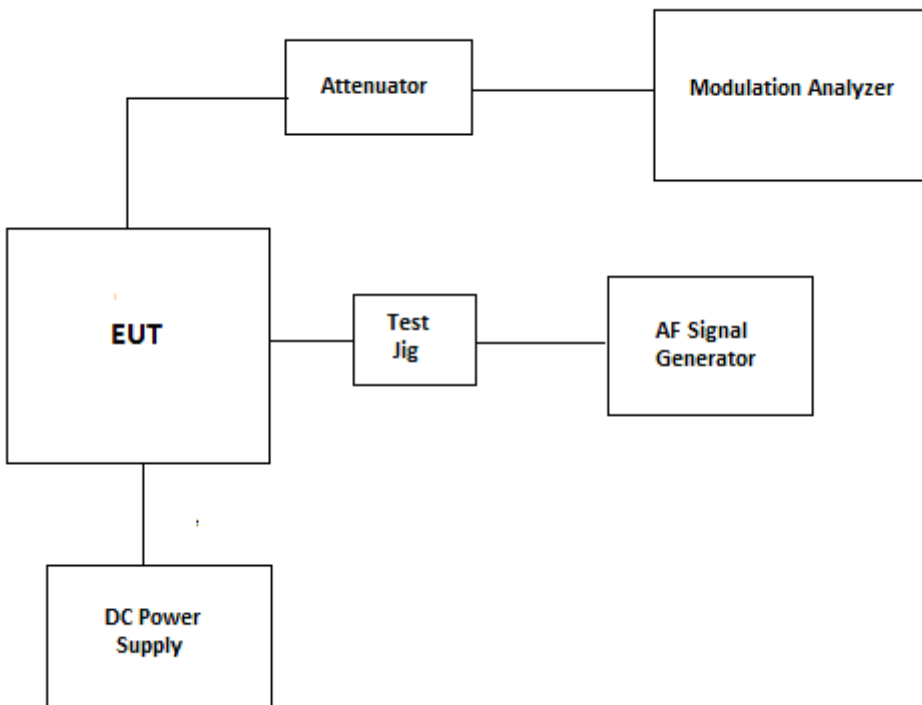 Attenuator
Modulation Analyzer
EUT
Test
Jig
AF Signal
Generator
DC Power
Supply